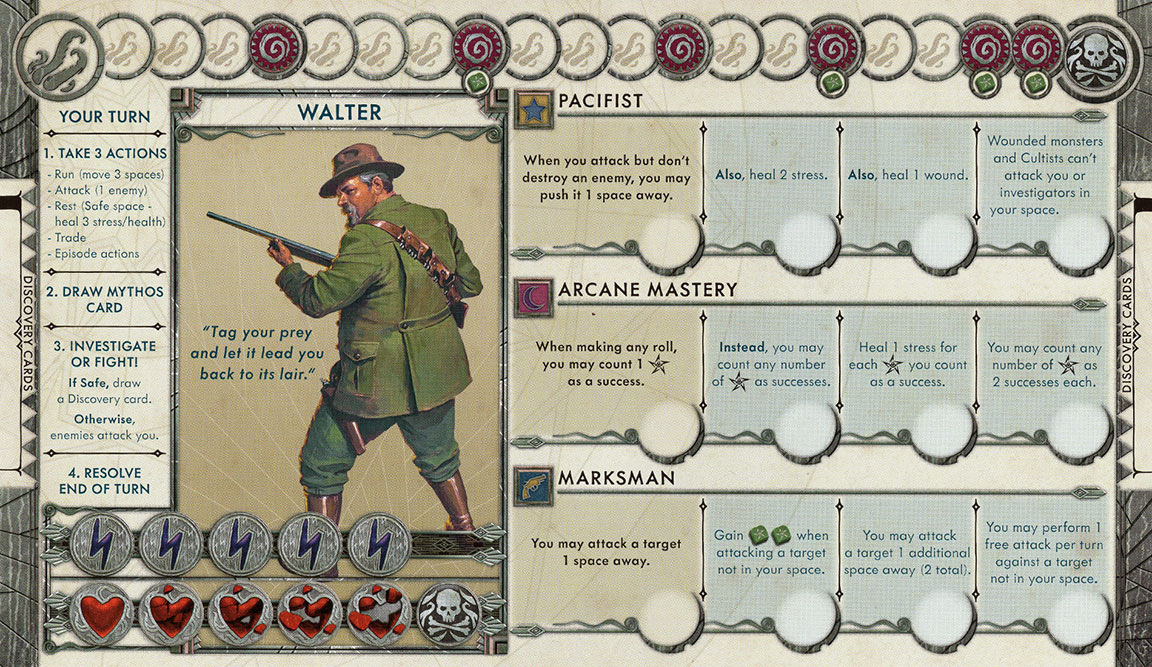 YOUR TURN
1. TAKE 3 ACTIONS
- Run (move 3 spaces)
- Attack (1 enemy)
- Rest (Safe space -
heal 3 stress/health)
- Trade
- Episode actions
2. DRAW MYTHOS
CARD
3. INVESTIGATE
OR FIGHT!
If Safe, draw
a Discovery card.
Otherwise,
enemies attack you.
4. RESOLVE
END OF TURN
DISCOVERY CARDS
WALTER
“Tag your prey
and let it lead you
back to its lair.“
PACIFIST
When you attack but don’t
destroy an enemy, you may
push it 1 space away.
Also, heal 2 stress.
Also, heal 1 wound.
Wounded monsters
and Cultists can’t
attack you or
investigators in
your space.
ARCANE MASTERY
When making any roll,
you may count 1
as a success.
Instead, you may
count any number
of as successes.
Heal 1 stress for
each you count
as a success.
You may count any
number of as
2 successes each.
MARKSMAN
You may attack a target
1 space away.
Gain when
attacking a target
not in your space.
You may attack
a target 1 additional
space away (2 total).
You may perform 1
free attack per turn
against a target
not in your space.
DISCOVERY CARDS